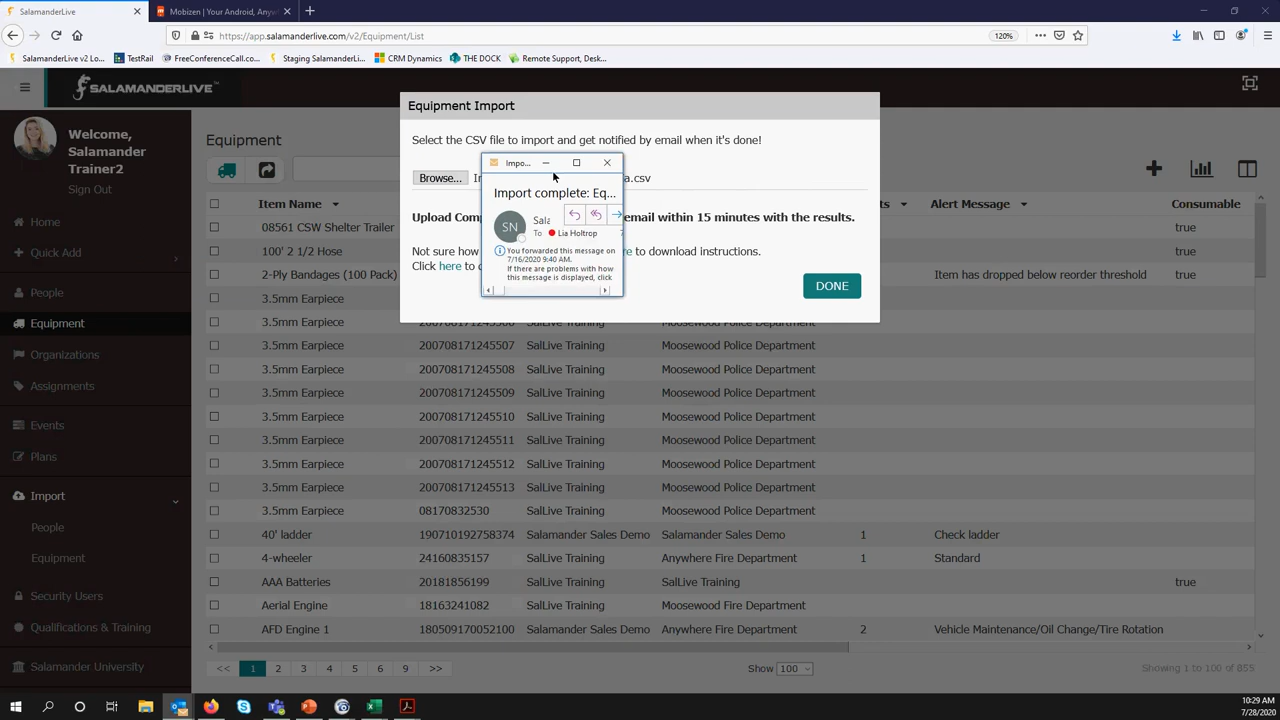 SalamanderLive
Mobizen | Your Android, Anyw
https://app.salamanderlive.com/v2/Equipment/List
120%
SalamanderLive v2 Lo...
TestRail
FreeConferenceCall.co...
Staging SalamanderLi...
CRM Dynamics
THE DOCK
Remote Support, Desk...
SALAMANDERLIVE™
Welcome,
Salamander
Trainer2
Sign Out
Home
Quick Add
People
Equipment
Organizations
Assignments
Events
Plans
Import
People
Equipment
Security Users
Qualifications & Training
Salamander University
Equipment
Equipment Import
Select the CSV file to import and get notified by email when it's done!
Browse...
a.csv
Upload Comp
email within 15 minutes with the results.
Not sure how
re to download instructions.
Click here to
DONE
Impo...
Import complete: Eq...
SN
Sala
To Lia Holtrop
You forwarded this message on
7/16/2020 9:40 AM.
If there are problems with how
this message is displayed, click
Item Name
ts
Alert Message
Consumable
08561 CSW Shelter Trailer true
100' 2 1/2 Hose true
2-Ply Bandages (100 Pack) Item has dropped below reorder threshold true
3.5mm Earpiece
3.5mm Earpiece 200708171245506 SalLive Training Moosewood Police Department
3.5mm Earpiece 200708171245507 SalLive Training Moosewood Police Department
3.5mm Earpiece 200708171245508 SalLive Training Moosewood Police Department
3.5mm Earpiece 200708171245509 SalLive Training Moosewood Police Department
3.5mm Earpiece 200708171245510 SalLive Training Moosewood Police Department
3.5mm Earpiece 200708171245511 SalLive Training Moosewood Police Department
3.5mm Earpiece 200708171245512 SalLive Training Moosewood Police Department
3.5mm Earpiece 200708171245513 SalLive Training Moosewood Police Department
3.5mm Earpiece 08170832530 SalLive Training Moosewood Police Department
40' ladder 190710192758374 Salamander Sales Demo Salamander Sales Demo 1 Check ladder
4-wheeler 24160835157 SalLive Training Anywhere Fire Department 1 Standard
AAA Batteries 20181856199 SalLive Training SalLive Training true
Aerial Engine 18163241082 SalLive Training Moosewood Fire Department
AFD Engine 1 180509170052100 Salamander Sales Demo Anywhere Fire Department 2 Vehicle Maintenance/Oil Change/Tire Rotation
<< 1 2 3 4 5 6 9 >>
Show 100
Showing 1 to 100 of 855
10:29 AM
7/28/2020